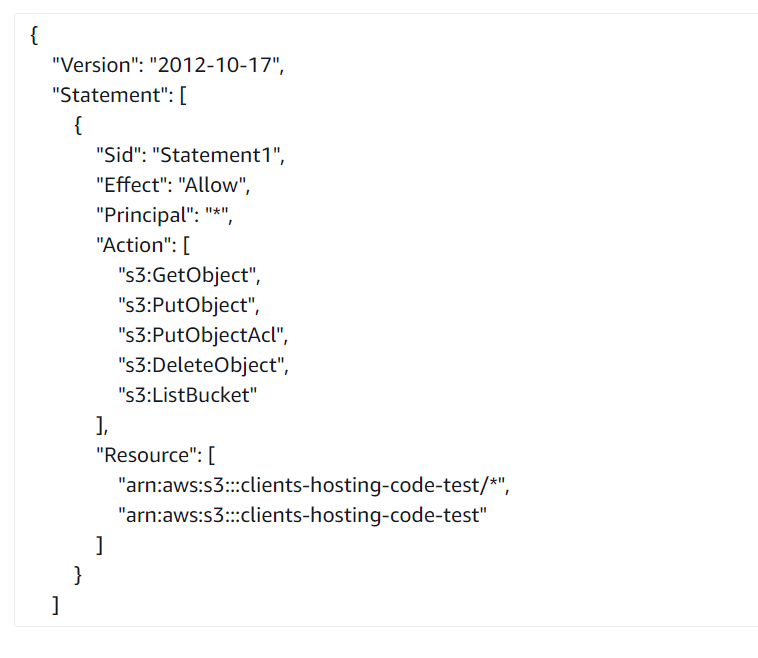 {
"Version": "2012-10-17",
"Statement": [
{
"Sid": "Statement1",
"Effect": "Allow",
"Principal": "*",
"Action": [
"s3:GetObject",
"s3:PutObject",
"s3:PutObjectAcl",
"s3:DeleteObject",
"s3:ListBucket"
],
"Resource": [
"arn:aws:s3:::clients-hosting-code-test/*",
"arn:aws:s3:::clients-hosting-code-test"
]
}
]